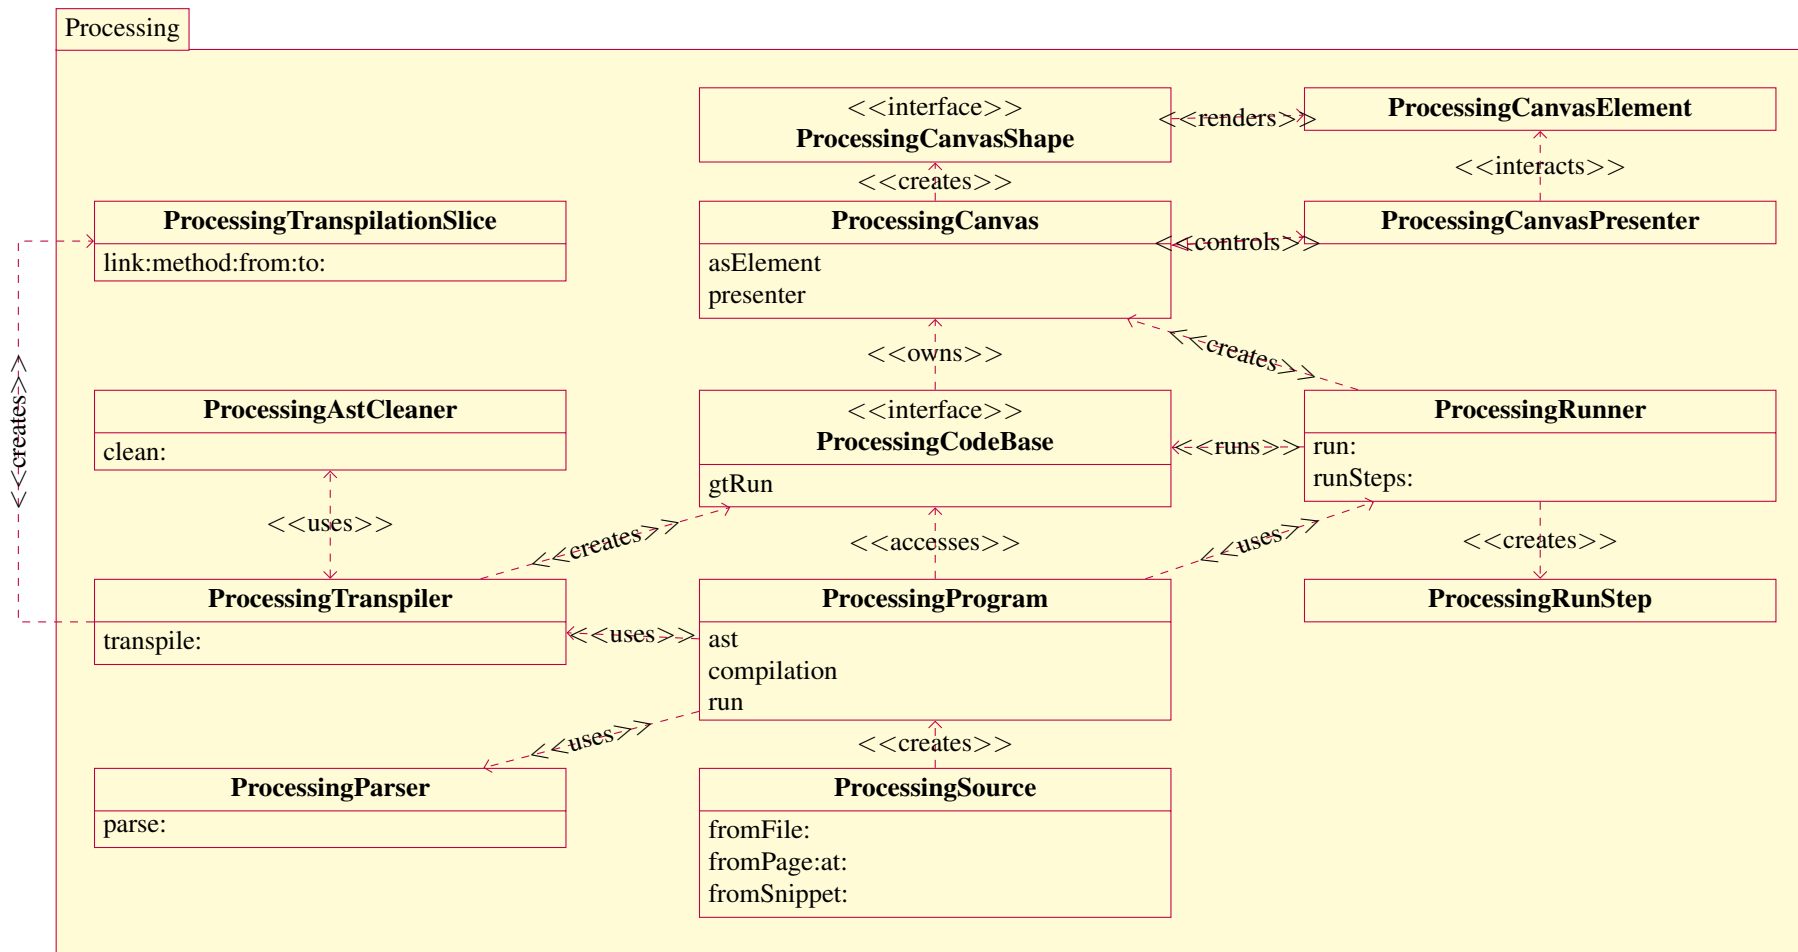 Processing
<<interface>>
ProcessingCanvasShape
<<renders>>
ProcessingCanvasElement
<<creates>>
<<interacts>>
ProcessingTranspilationSlice
link:method:from:to:
ProcessingCanvas
asElement
presenter
<<controls>>
ProcessingCanvasPresenter
<<owns>>
<<creates>>
<<creates>>
ProcessingAstCleaner
clean:
<<interface>>
ProcessingCodeBase
gtRun
<<runs>>
ProcessingRunner
run:
runSteps:
<<uses>>
<<creates>>
<<accesses>>
<<uses>>
<<creates>>
ProcessingTranspiler
transpile:
<<uses>>
ProcessingProgram
ast
compilation
run
ProcessingRunStep
<<uses>>
<<creates>>
ProcessingParser
parse:
ProcessingSource
fromFile:
fromPage:at:
fromSnippet: